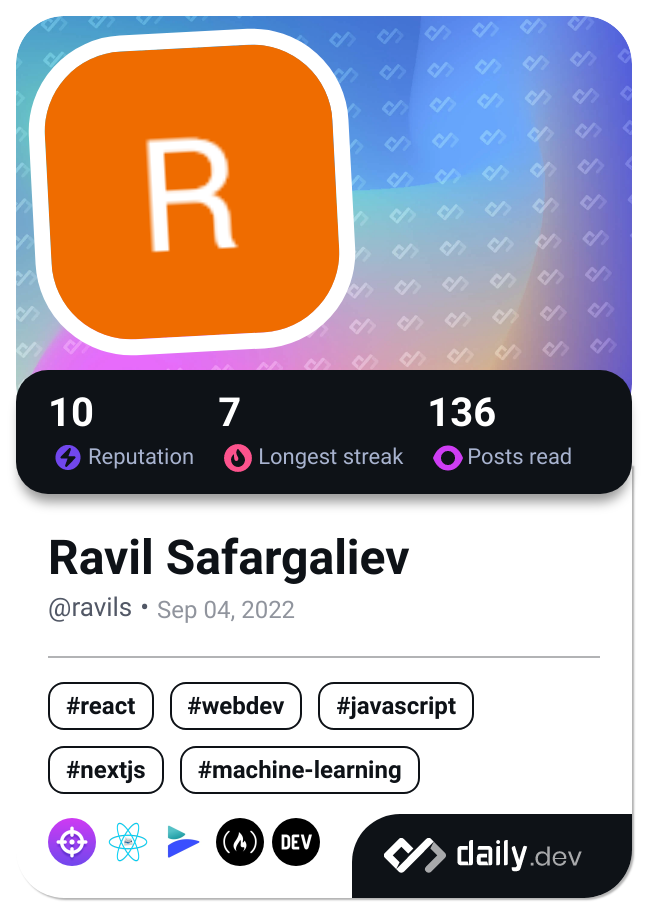 R
10 7 136
Reputation Longest streak Posts read
Ravil Safargaliev
@ravils • Sep 04, 2022
#react #webdev #javascript
#nextjs #machine-learning
DEV daily.dev